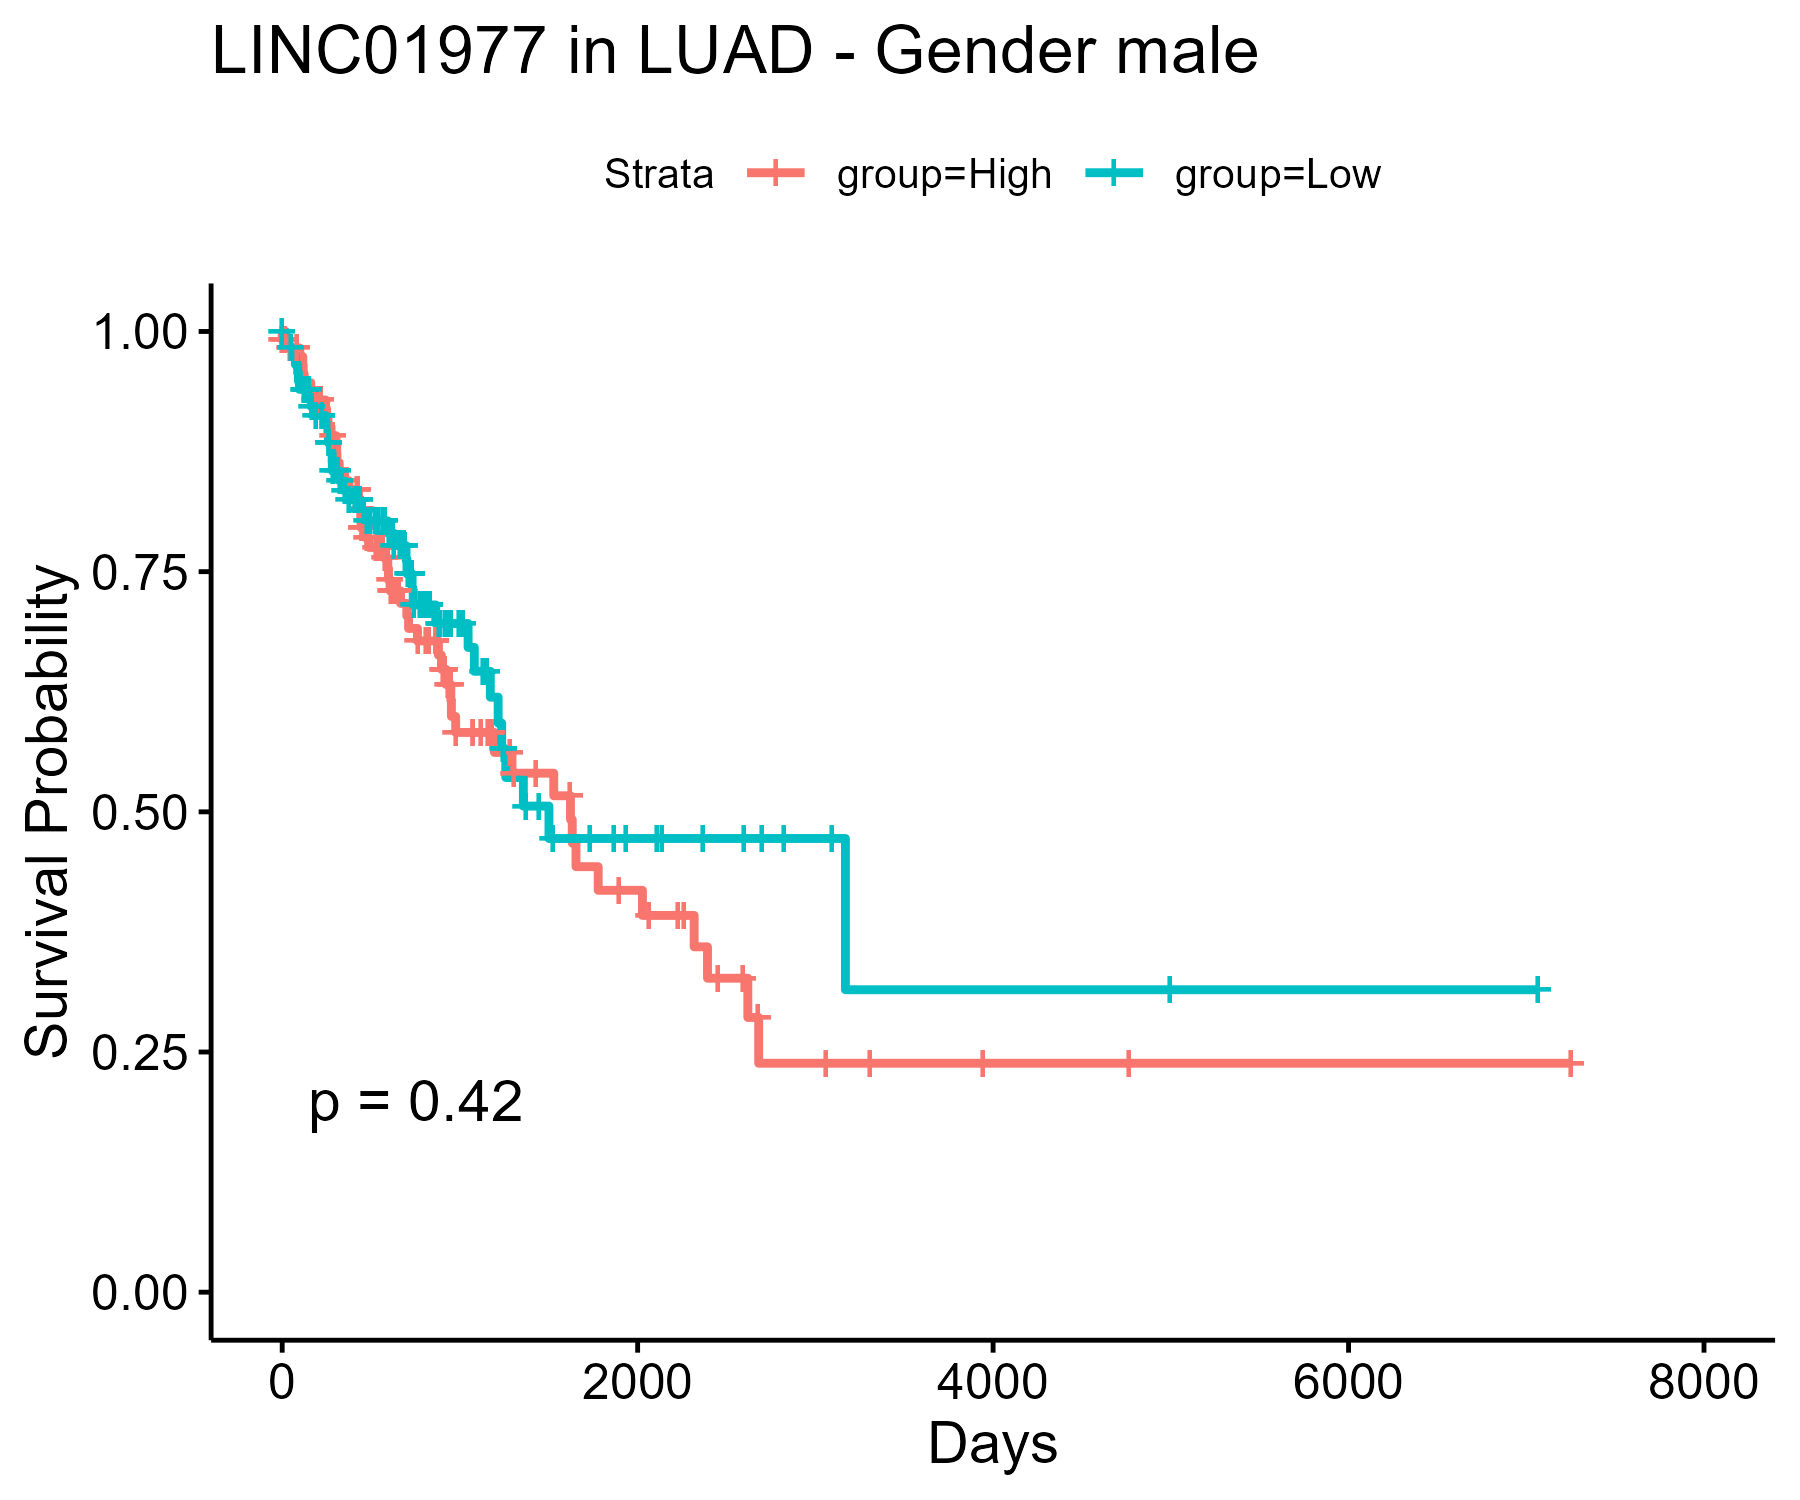 LINC01977 in LUAD - Gender male
Strata group=High group=Low
Survival Probability
1.00
0.75
0.50
0.25
0.00
p = 0.42
0 2000 4000 6000 8000
Days